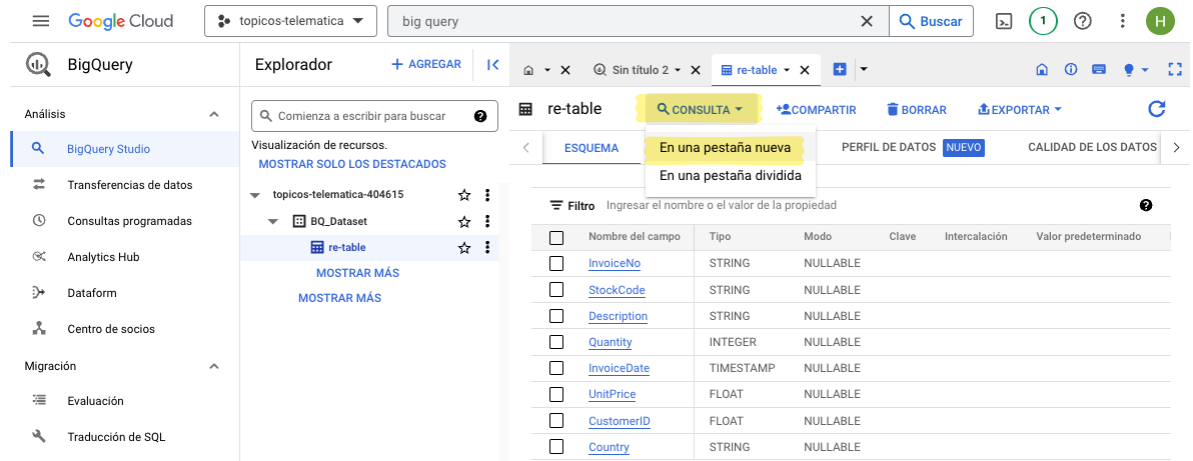 Google Cloud
topicos-telematica
big query
Buscar
1
H
BigQuery
Análisis
BigQuery Studio
Transferencias de datos
Consultas programadas
Analytics Hub
Dataform
Centro de socios
Migración
Evaluación
Traducción de SQL
Explorador
+ AGREGAR
Comienza a escribir para buscar
Visualización de recursos.
MOSTRAR SOLO LOS DESTACADOS
topicos-telematica-404615
BQ_Dataset
re-table
MOSTRAR MÁS
MOSTRAR MÁS
Sin título 2
re-table
re-table
CONSULTA
COMPARTIR
BORRAR
EXPORTAR
En una pestaña nueva
En una pestaña dividida
ESQUEMA
PERFIL DE DATOS NUEVO
CALIDAD DE LOS DATOS
Filtro Ingresar el nombre o el valor de la propiedad
Nombre del campo Tipo Modo Clave Intercalación Valor predeterminado
InvoiceNo STRING NULLABLE
StockCode STRING NULLABLE
Description STRING NULLABLE
Quantity INTEGER NULLABLE
InvoiceDate TIMESTAMP NULLABLE
UnitPrice FLOAT NULLABLE
CustomerID FLOAT NULLABLE
Country STRING NULLABLE